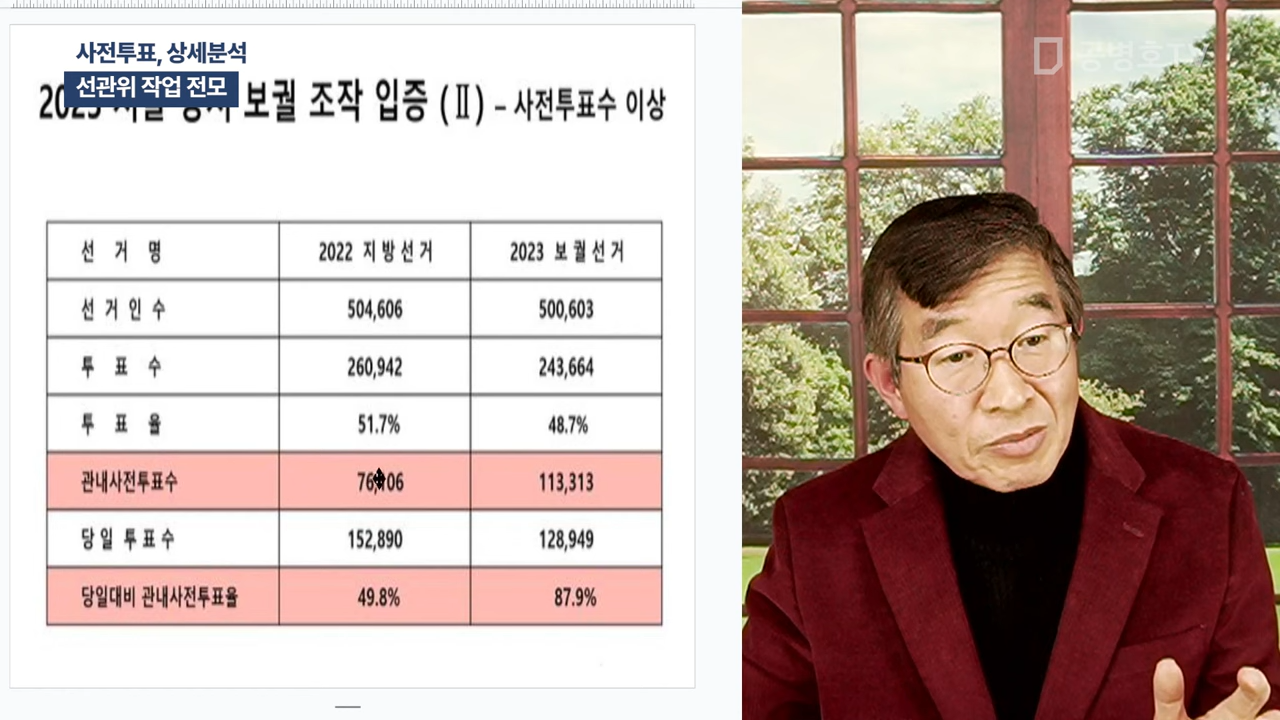 사전투표, 상세분석
선관위 작업 전모
보궐 조작 입증 (Ⅱ) – 사전투표수 이상
공병호TV
선 거 명 2022 지방선거 2023 보궐선거
선거인수 504,606 500,603
투 표 수 260,942 243,664
투 표 율 51.7% 48.7%
관내사전투표수 113,313
당일 투표수 152,890 128,949
당일대비 관내사전투표율 49.8% 87.9%